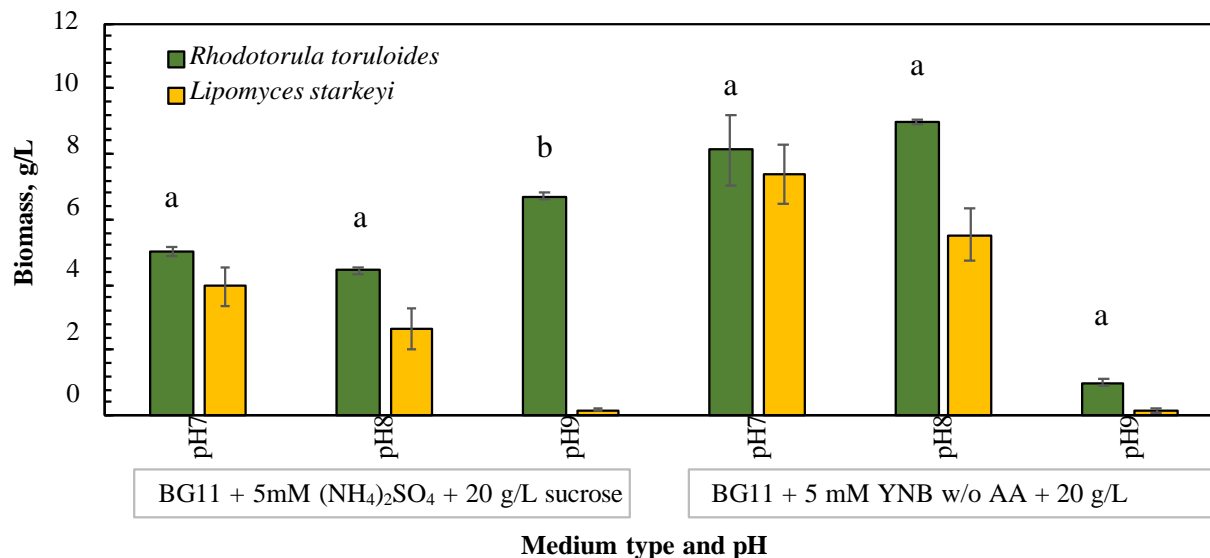 12
10
8
6
4
2
0
Biomass, g/L
Rhodotorula toruloides
Lipomyces starkeyi
a
a
b
a
a
a
pH7
pH8
pH9
pH7
pH8
pH9
BG11 + 5mM (NH₄)₂SO₄ + 20 g/L sucrose
BG11 + 5 mM YNB w/o AA + 20 g/L
Medium type and pH